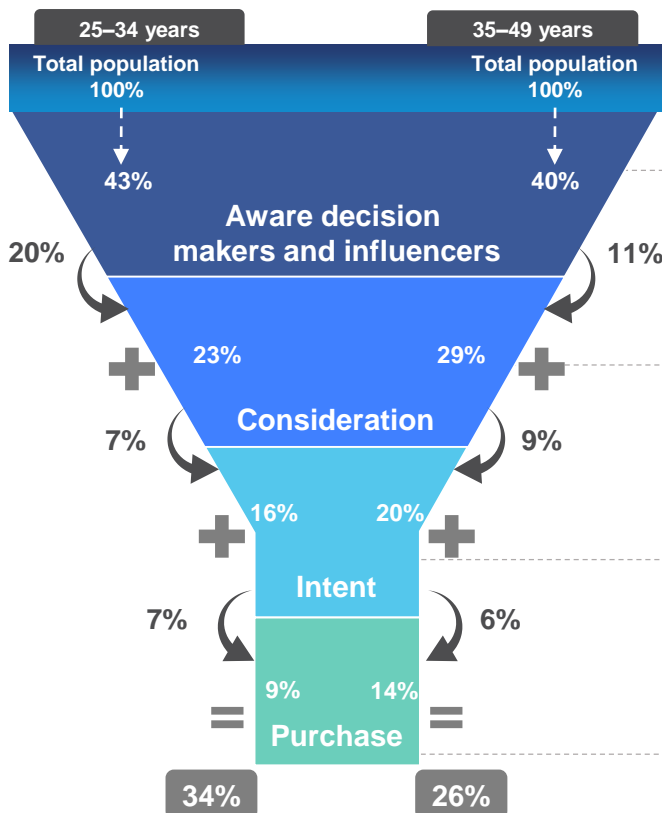 25–34 years 35–49 years
Total population Total population
100% 100%
43% 40%
Aware decision
makers and influencers
20% 11%
23% 29%
Consideration
7% 9%
16% 20%
Intent
7% 6%
9% 14%
Purchase
34% 26%